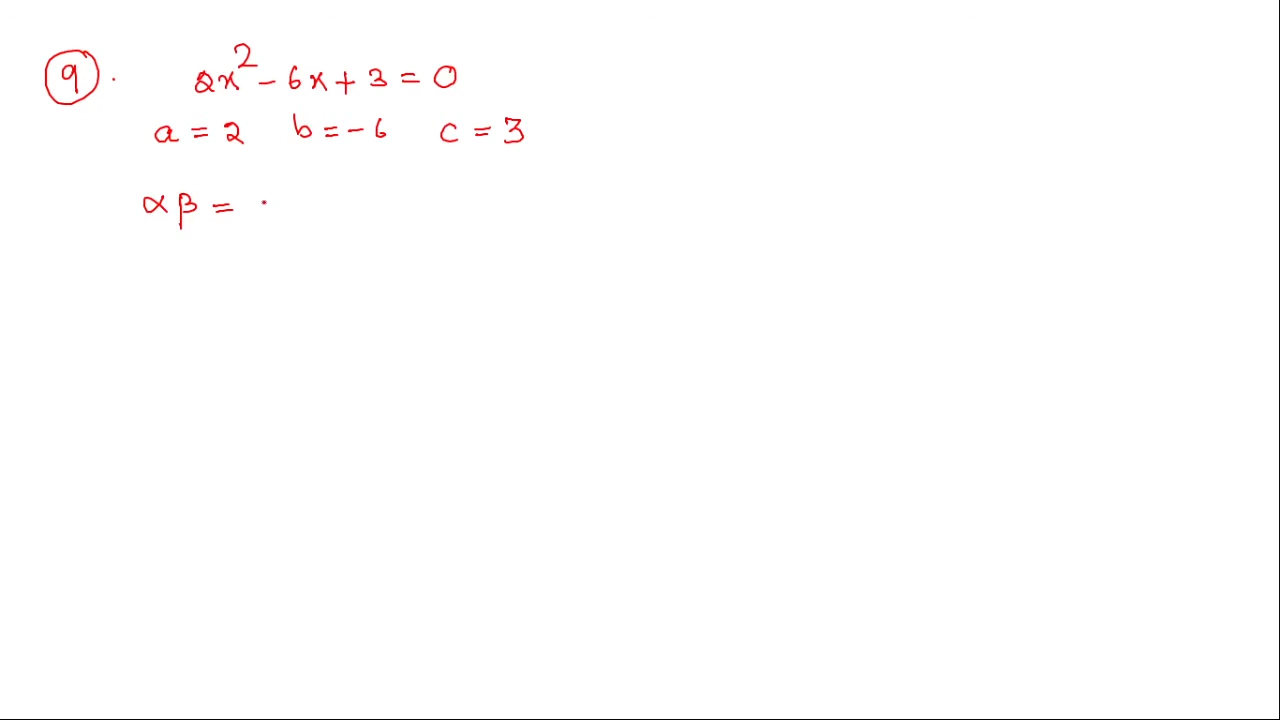 9. 2x² - 6x + 3 = 0
a = 2 b = -6 c = 3
αβ =